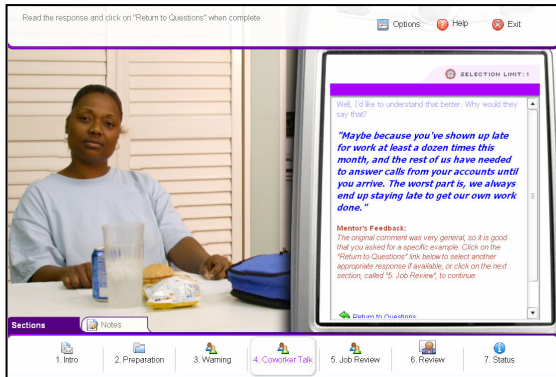 Read the response and click on "Return to Questions" when complete.
Options
Help
Exit
SELECTION LIMIT: 1
Well, I'd like to understand that better. Why would they
say that?
"Maybe because you've shown up late
for work at least a dozen times this
month, and the rest of us have needed
to answer calls from your accounts until
you arrive. The worst part is, we always
end up staying late to get our own work
done."
Mentor's Feedback:
The original comment was very general, so it is good
that you asked for a specific example. Click on the
"Return to Questions" link below to select another
appropriate response if available, or click on the next
section, called "5. Job Review", to continue.
Return to Questions
Sections
Notes
1. Intro
2. Preparation
3. Warning
4. Coworker Talk
5. Job Review
6. Review
7. Status